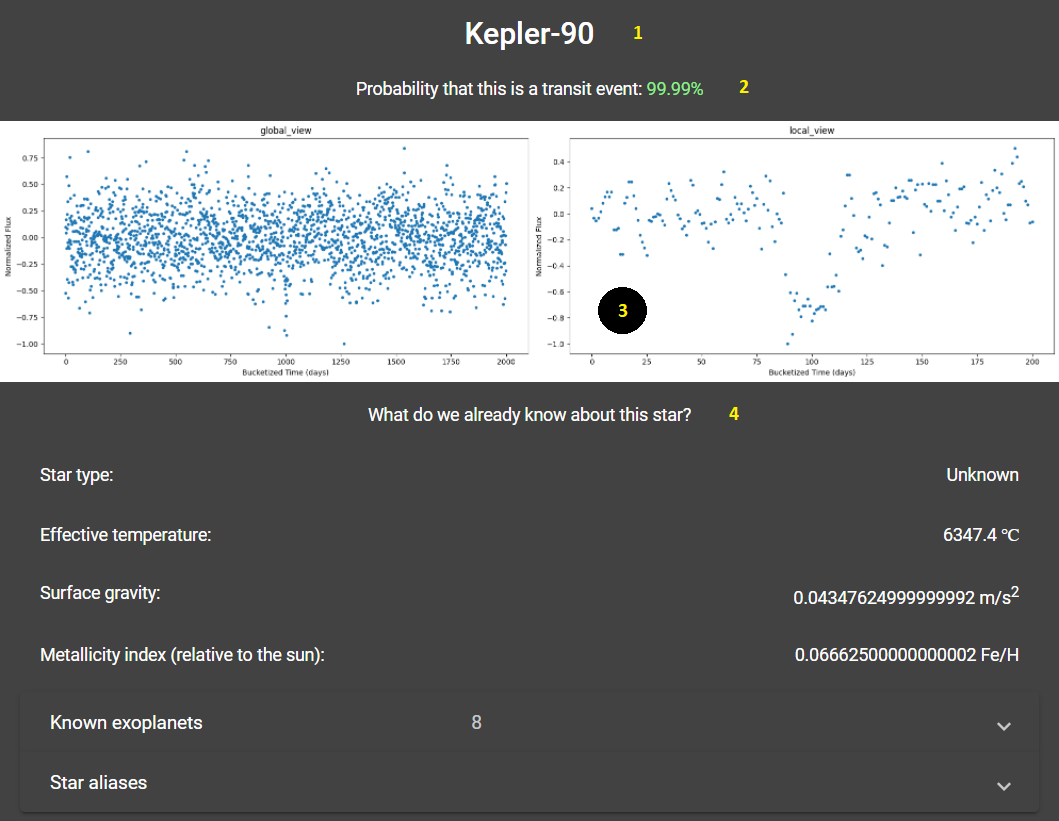 Kepler-90 1
Probability that this is a transit event: 99.99% 2
global_view
0.75
0.50
0.25
0.00
−0.25
−0.50
−0.75
−1.00
Normalized Flux
0 250 500 750 1000 1250 1500 1750 2000
Bucketized Time (days)
local_view
0.4
0.2
0.0
−0.2
−0.4
−0.6
−0.8
−1.0
Normalized Flux
3
0 25 50 75 100 125 150 175 200
Bucketized Time (days)
What do we already know about this star? 4
Star type: Unknown
Effective temperature: 6347.4 °C
Surface gravity: 0.04347624999999992 m/s²
Metallicity index (relative to the sun): 0.06662500000000002 Fe/H
Known exoplanets 8
Star aliases